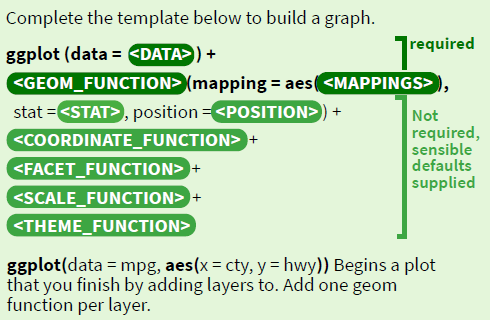 Complete the template below to build a graph.
ggplot (data = <DATA>) +
<GEOM_FUNCTION>(mapping = aes(<MAPPINGS>),
stat = <STAT>, position = <POSITION>) +
<COORDINATE_FUNCTION> +
<FACET_FUNCTION> +
<SCALE_FUNCTION> +
<THEME_FUNCTION>
required
Not
required,
sensible
defaults
supplied
ggplot(data = mpg, aes(x = cty, y = hwy)) Begins a plot
that you finish by adding layers to. Add one geom
function per layer.